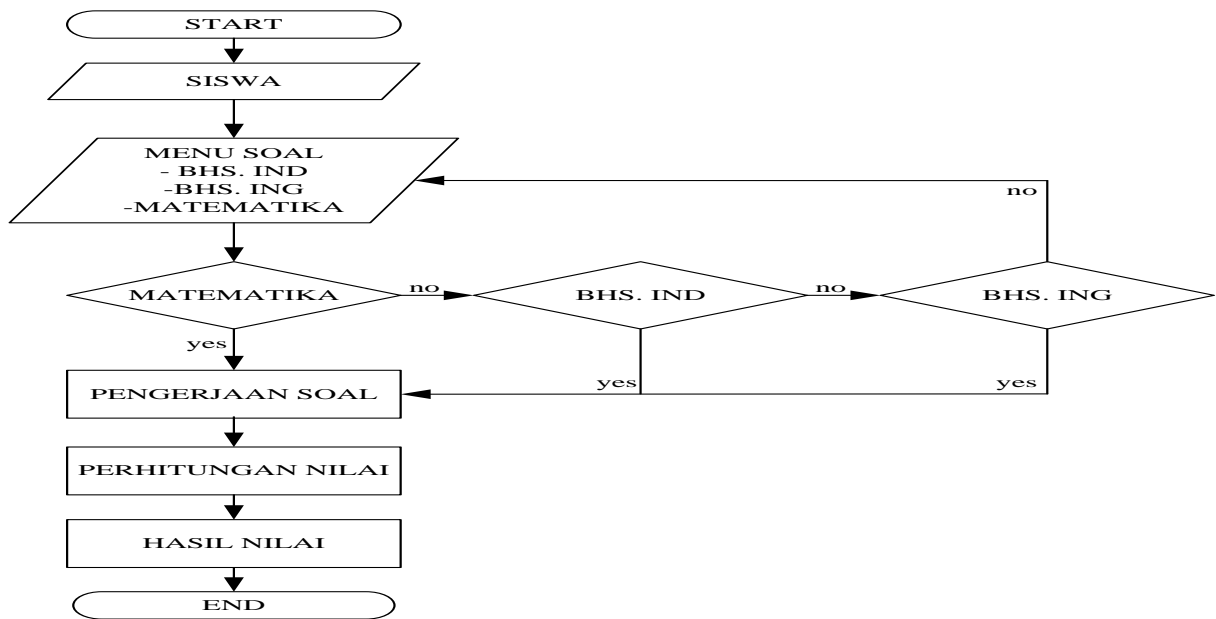 START
SISWA
MENU SOAL
- BHS. IND
-BHS. ING
-MATEMATIKA
no
MATEMATIKA
no
BHS. IND
no
BHS. ING
yes
PENGERJAAN SOAL
yes
yes
PERHITUNGAN NILAI
HASIL NILAI
END